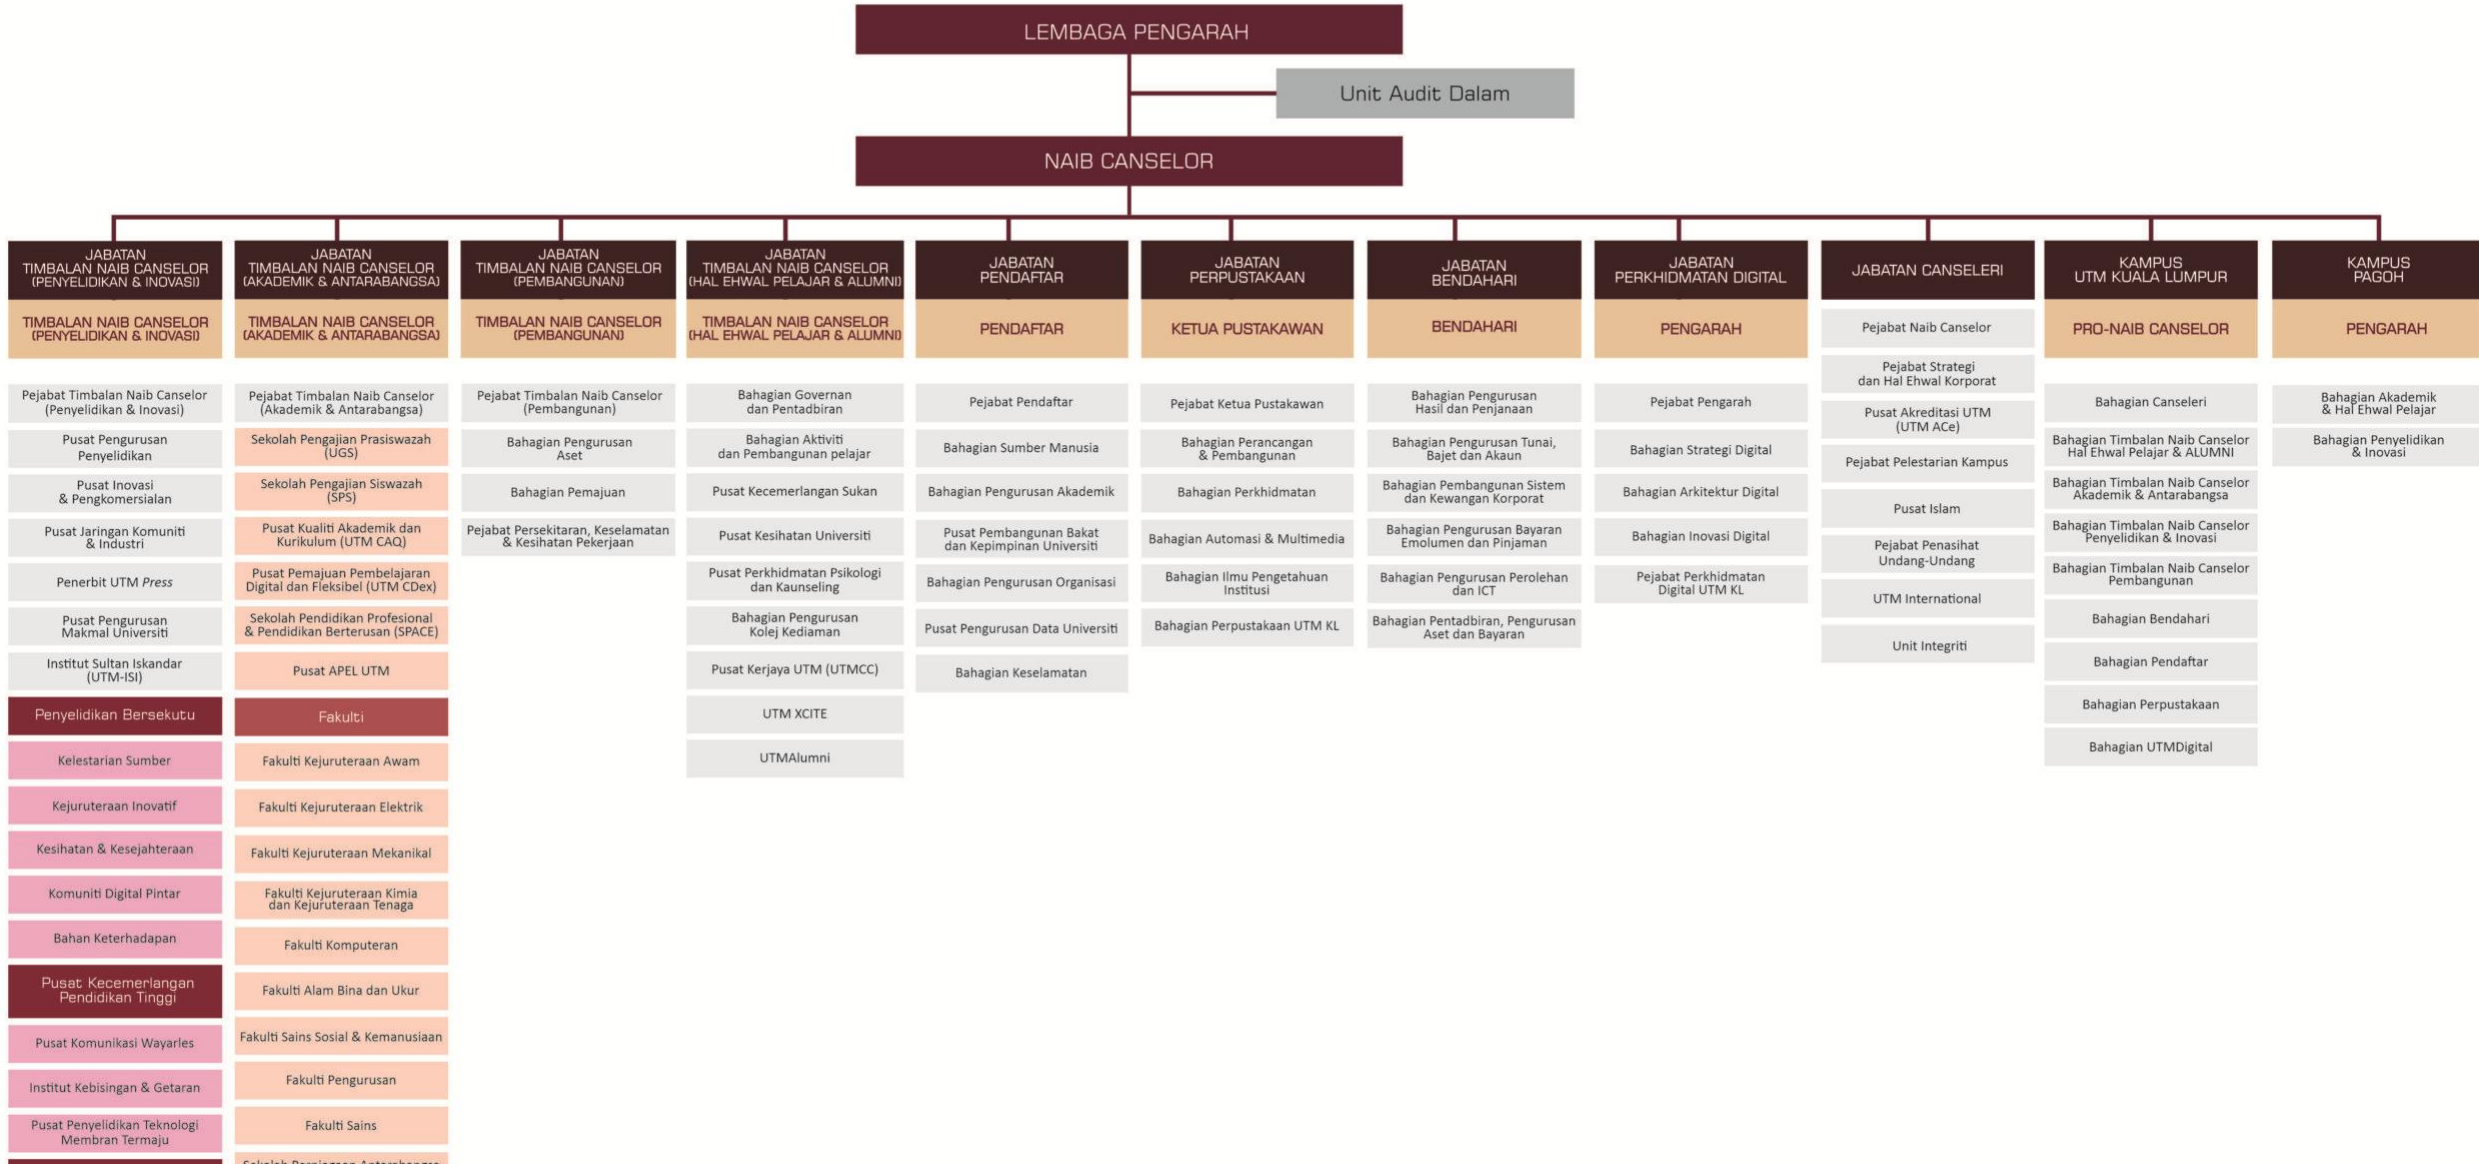 LEMBAGA PENGARAH
Unit Audit Dalam
NAIB CANSELOR
JABATAN
TIMBALAN NAIB CANSELOR
(PENYELIDIKAN & INOVASI)
TIMBALAN NAIB CANSELOR
(PENYELIDIKAN & INOVASI)
Pejabat Timbalan Naib Canselor
(Penyelidikan & Inovasi)
Pusat Pengurusan
Penyelidikan
Pusat Inovasi
& Pengkomersialan
Pusat Jaringan Komuniti
& Industri
Penerbit UTM Press
Pusat Pengurusan
Makmal Universiti
Institut Sultan Iskandar
(UTM-ISI)
Penyelidikan Bersekutu
Kelestarian Sumber
Kejuruteraan Inovatif
Kesihatan & Kesejahteraan
Komuniti Digital Pintar
Bahan Keterhadapan
Pusat Kecemerlangan
Pendidikan Tinggi
Pusat Komunikasi Wayarles
Institut Kebisingan & Getaran
Pusat Penyelidikan Teknologi
Membran Termaju
JABATAN
TIMBALAN NAIB CANSELOR
(AKADEMIK & ANTARABANGSA)
TIMBALAN NAIB CANSELOR
(AKADEMIK & ANTARABANGSA)
Pejabat Timbalan Naib Canselor
(Akademik & Antarabangsa)
Sekolah Pengajian Prasiswazah
(UGS)
Sekolah Pengajian Siswazah
(SPS)
Pusat Kualiti Akademik dan
Kurikulum (UTM CAQ)
Pusat Pemajuan Pembelajaran
Digital dan Fleksibel (UTM CDex)
Sekolah Pendidikan Profesional
& Pendidikan Berterusan (SPACE)
Pusat APEL UTM
Fakulti
Fakulti Kejuruteraan Awam
Fakulti Kejuruteraan Elektrik
Fakulti Kejuruteraan Mekanikal
Fakulti Kejuruteraan Kimia
dan Kejuruteraan Tenaga
Fakulti Komputeran
Fakulti Alam Bina dan Ukur
Fakulti Sains Sosial & Kemanusiaan
Fakulti Pengurusan
Fakulti Sains
JABATAN
TIMBALAN NAIB CANSELOR
(PEMBANGUNAN)
TIMBALAN NAIB CANSELOR
(PEMBANGUNAN)
Pejabat Timbalan Naib Canselor
(Pembangunan)
Bahagian Pengurusan
Aset
Bahagian Pemajuan
Pejabat Persekitaran, Keselamatan
& Kesihatan Pekerjaan
JABATAN
TIMBALAN NAIB CANSELOR
(HAL EHWAL PELAJAR & ALUMNI)
TIMBALAN NAIB CANSELOR
(HAL EHWAL PELAJAR & ALUMNI)
Bahagian Governan
dan Pentadbiran
Bahagian Aktiviti
dan Pembangunan pelajar
Pusat Kecemerlangan Sukan
Pusat Kesihatan Universiti
Pusat Perkhidmatan Psikologi
dan Kaunseling
Bahagian Pengurusan
Kolej Kediaman
Pusat Kerjaya UTM (UTMCC)
UTM XCITE
UTMAlumni
JABATAN
PENDAFTAR
PENDAFTAR
Pejabat Pendaftar
Bahagian Sumber Manusia
Bahagian Pengurusan Akademik
Pusat Pembangunan Bakat
dan Kepimpinan Universiti
Bahagian Pengurusan Organisasi
Pusat Pengurusan Data Universiti
Bahagian Keselamatan
JABATAN
PERPUSTAKAAN
KETUA PUSTAKAWAN
Pejabat Ketua Pustakawan
Bahagian Perancangan
& Pembangunan
Bahagian Perkhidmatan
Bahagian Automasi & Multimedia
Bahagian Ilmu Pengetahuan
Institusi
Bahagian Perpustakaan UTM KL
JABATAN
BENDAHARI
BENDAHARI
Bahagian Pengurusan
Hasil dan Penjanaan
Bahagian Pengurusan Tunai,
Bajet dan Akaun
Bahagian Pembangunan Sistem
dan Kewangan Korporat
Bahagian Pengurusan Bayaran
Emolumen dan Pinjaman
Bahagian Pengurusan Perolehan
dan ICT
Bahagian Pentadbiran, Pengurusan
Aset dan Bayaran
JABATAN
PERKHIDMATAN DIGITAL
PENGARAH
Pejabat Pengarah
Bahagian Strategi Digital
Bahagian Arkitektur Digital
Bahagian Inovasi Digital
Pejabat Perkhidmatan
Digital UTM KL
JABATAN CANSELERI
Pejabat Naib Canselor
Pejabat Strategi
dan Hal Ehwal Korporat
Pusat Akreditasi UTM
(UTM ACe)
Pejabat Pelestarian Kampus
Pusat Islam
Pejabat Penasihat
Undang-Undang
UTM International
Unit Integriti
KAMPUS
UTM KUALA LUMPUR
PRO-NAIB CANSELOR
Bahagian Canseleri
Bahagian Timbalan Naib Canselor
Hal Ehwal Pelajar & ALUMNI
Bahagian Timbalan Naib Canselor
Akademik & Antarabangsa
Bahagian Timbalan Naib Canselor
Penyelidikan & Inovasi
Bahagian Timbalan Naib Canselor
Pembangunan
Bahagian Bendahari
Bahagian Pendaftar
Bahagian Perpustakaan
Bahagian UTMDigital
KAMPUS
PAGOH
PENGARAH
Bahagian Akademik
& Hal Ehwal Pelajar
Bahagian Penyelidikan
& Inovasi